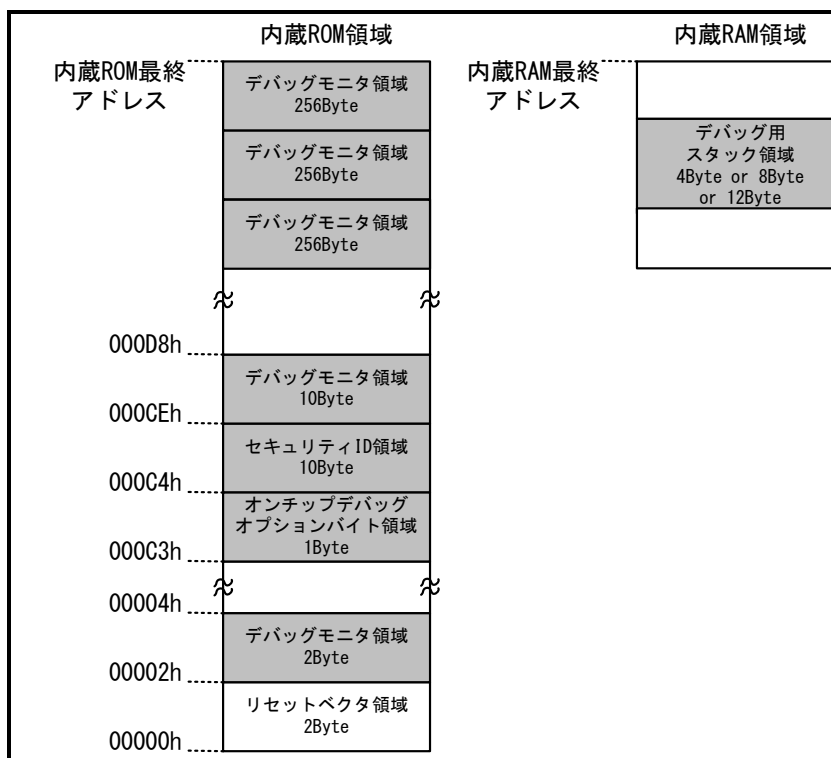 内蔵ROM領域
内蔵ROM最終
アドレス
デバッグモニタ領域
256Byte
デバッグモニタ領域
256Byte
デバッグモニタ領域
256Byte
000D8h
デバッグモニタ領域
10Byte
000CEh
セキュリティID領域
10Byte
000C4h
オンチップデバッグ
オプションバイト領域
1Byte
000C3h
00004h
デバッグモニタ領域
2Byte
00002h
リセットベクタ領域
2Byte
00000h
内蔵RAM領域
内蔵RAM最終
アドレス
デバッグ用
スタック領域
4Byte or 8Byte
or 12Byte